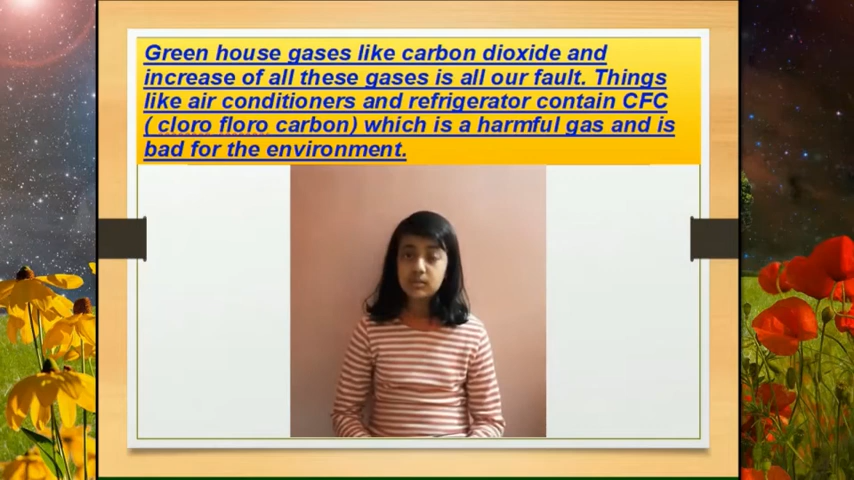 Green house gases like carbon dioxide and
increase of all these gases is all our fault. Things
like air conditioners and refrigerator contain CFC
( cloro floro carbon) which is a harmful gas and is
bad for the environment.